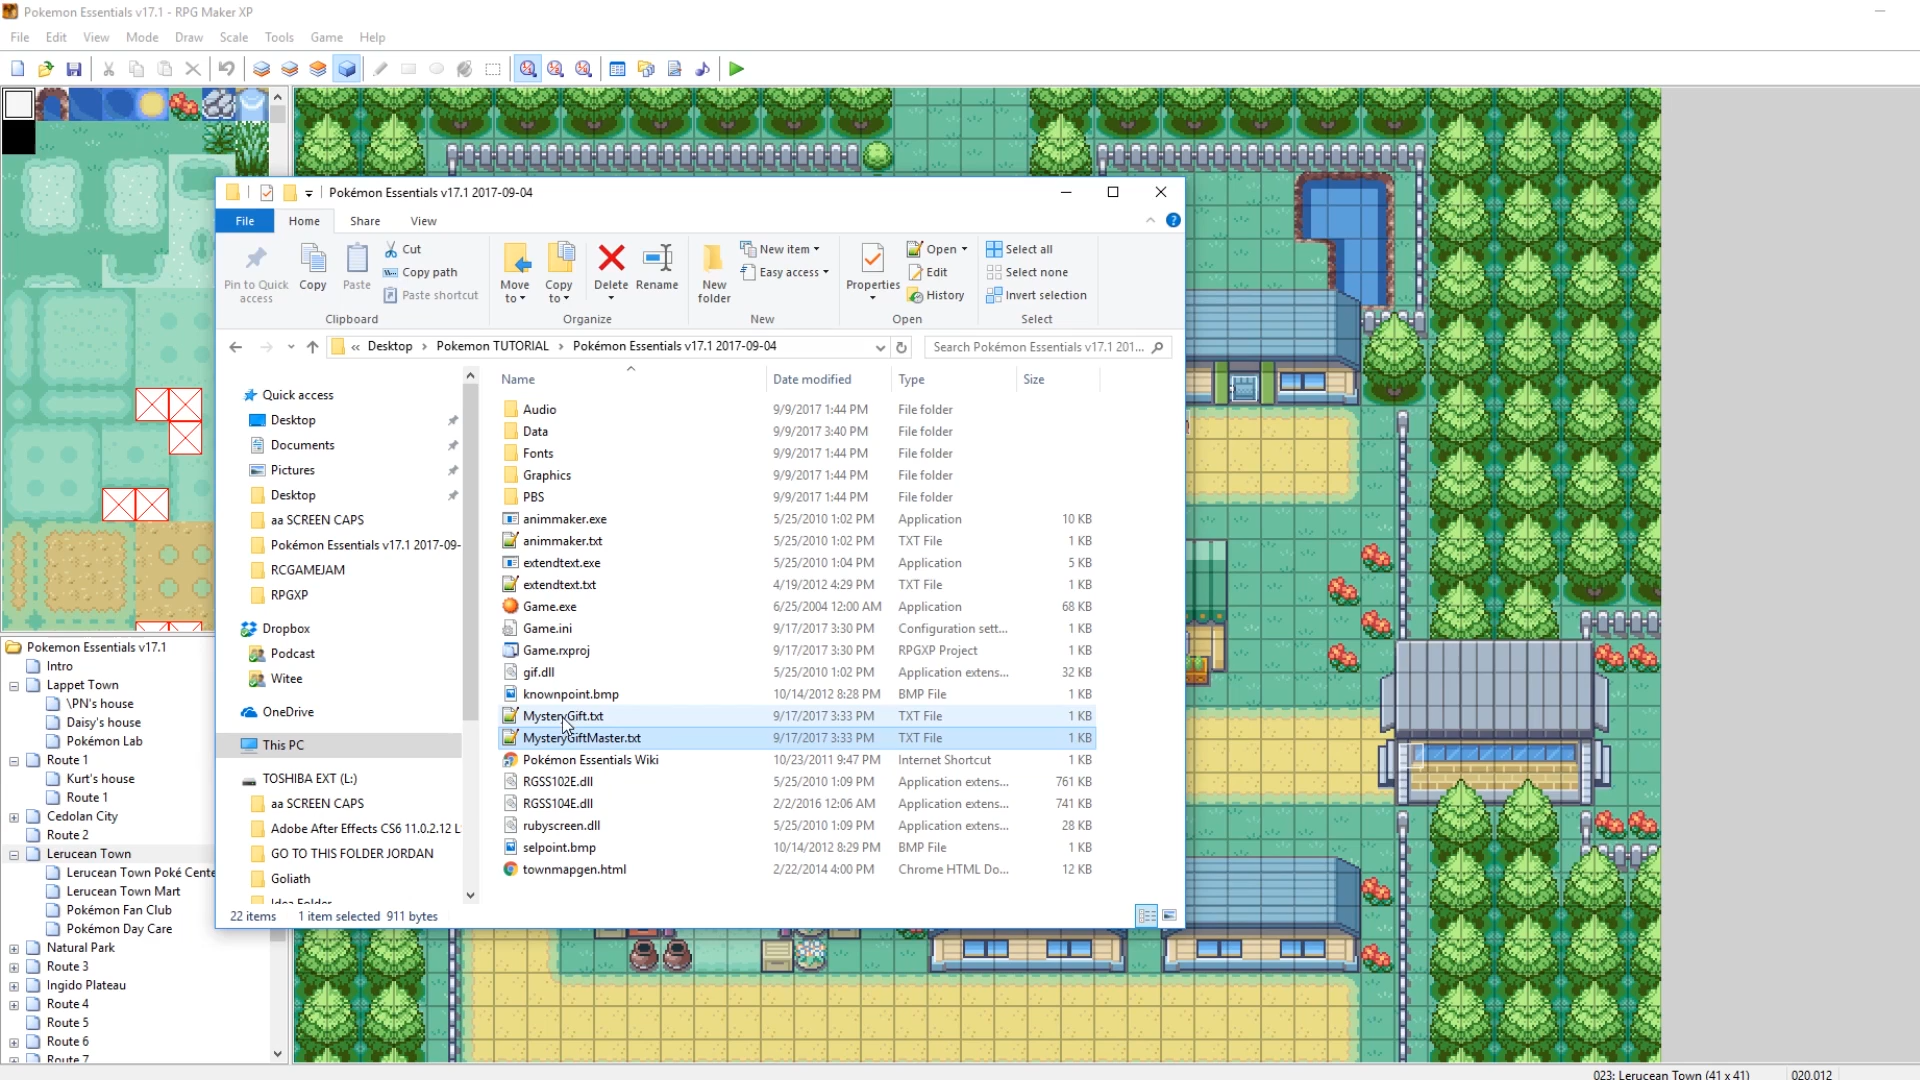 Pokemon Essentials v17.1 - RPG Maker XP
File Edit View Mode Draw Scale Tools Game Help
Pokémon Essentials v17.1 2017-09-04
File Home Share View
Pin to Quick access
Copy
Paste
Cut
Copy path
Paste shortcut
Clipboard
Move to
Copy to
Delete
Rename
Organize
New folder
New item
Easy access
New
Properties
Open
Edit
History
Open
Select all
Select none
Invert selection
Select
« Desktop › Pokemon TUTORIAL › Pokémon Essentials v17.1 2017-09-04
Search Pokémon Essentials v17.1 201...
Quick access
Desktop
Documents
Pictures
Desktop
aa SCREEN CAPS
Pokémon Essentials v17.1 2017-09-
RCGAMEJAM
RPGXP
Dropbox
Podcast
Witee
OneDrive
This PC
TOSHIBA EXT (L:)
aa SCREEN CAPS
Adobe After Effects CS6 11.0.2.12 L
GO TO THIS FOLDER JORDAN
Goliath
Idea Folder
Name Date modified Type Size
Audio 9/9/2017 1:44 PM File folder
Data 9/9/2017 3:40 PM File folder
Fonts 9/9/2017 1:44 PM File folder
Graphics 9/9/2017 1:44 PM File folder
PBS 9/9/2017 1:44 PM File folder
animmaker.exe 5/25/2010 1:02 PM Application 10 KB
animmaker.txt 5/25/2010 1:02 PM TXT File 1 KB
extendtext.exe 5/25/2010 1:04 PM Application 5 KB
extendtext.txt 4/19/2012 4:29 PM TXT File 1 KB
Game.exe 6/25/2004 12:00 AM Application 68 KB
Game.ini 9/17/2017 3:30 PM Configuration sett... 1 KB
Game.rxproj 9/17/2017 3:30 PM RPGXP Project 1 KB
gif.dll 5/25/2010 1:02 PM Application extens... 32 KB
knownpoint.bmp 10/14/2012 8:28 PM BMP File 1 KB
MysteryGift.txt 9/17/2017 3:33 PM TXT File 1 KB
MysteryGiftMaster.txt 9/17/2017 3:33 PM TXT File 1 KB
Pokémon Essentials Wiki 10/23/2011 9:47 PM Internet Shortcut 1 KB
RGSS102E.dll 5/25/2010 1:09 PM Application extens... 761 KB
RGSS104E.dll 2/2/2016 12:06 AM Application extens... 741 KB
rubyscreen.dll 5/25/2010 1:09 PM Application extens... 28 KB
selpoint.bmp 10/14/2012 8:29 PM BMP File 1 KB
townmapgen.html 2/22/2014 4:00 PM Chrome HTML Do... 12 KB
22 items 1 item selected 911 bytes
Pokemon Essentials v17.1
Intro
Lappet Town
\PN's house
Daisy's house
Pokémon Lab
Route 1
Kurt's house
Route 1
Cedolan City
Route 2
Lerucean Town
Lerucean Town Poké Cente
Lerucean Town Mart
Pokémon Fan Club
Pokémon Day Care
Natural Park
Route 3
Ingido Plateau
Route 4
Route 5
Route 6
Route 7
023: Lerucean Town (41 x 41) 020.012